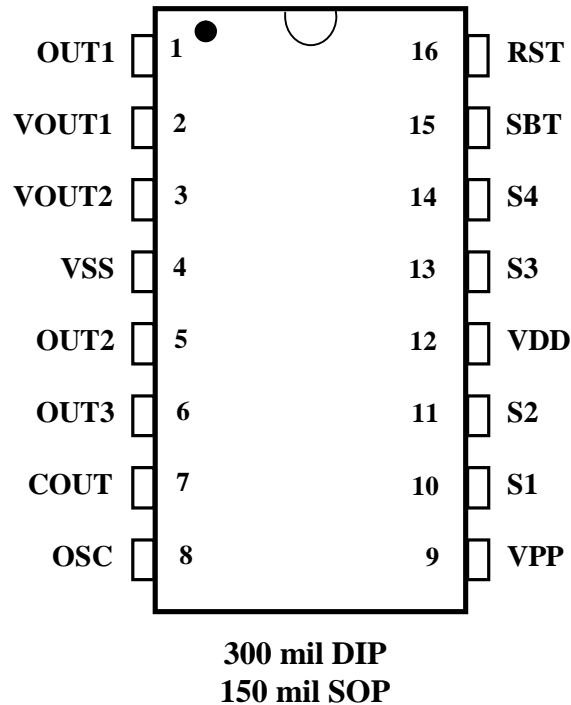 OUT1 1 16 RST
VOUT1 2 15 SBT
VOUT2 3 14 S4
VSS 4 13 S3
OUT2 5 12 VDD
OUT3 6 11 S2
COUT 7 10 S1
OSC 8 9 VPP
300 mil DIP
150 mil SOP